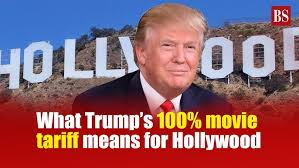 BS
HOLLYWOOD
What Trump's 100% movie
tariff means for Hollywood